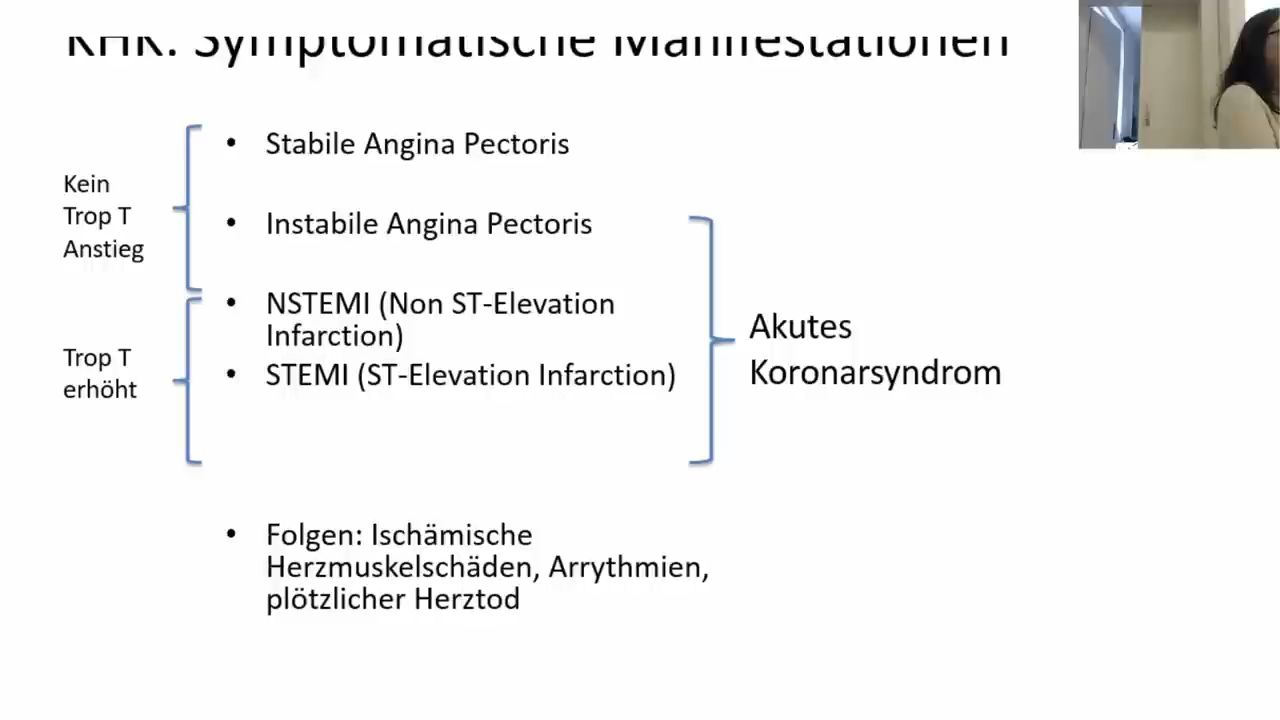 KHK: Symptomatische Manifestationen
Kein
Trop T
Anstieg
• Stabile Angina Pectoris
• Instabile Angina Pectoris
Trop T
erhöht
• NSTEMI (Non ST-Elevation
Infarction)
• STEMI (ST-Elevation Infarction)
Akutes
Koronarsyndrom
• Folgen: Ischämische
Herzmuskelschäden, Arrythmien,
plötzlicher Herztod